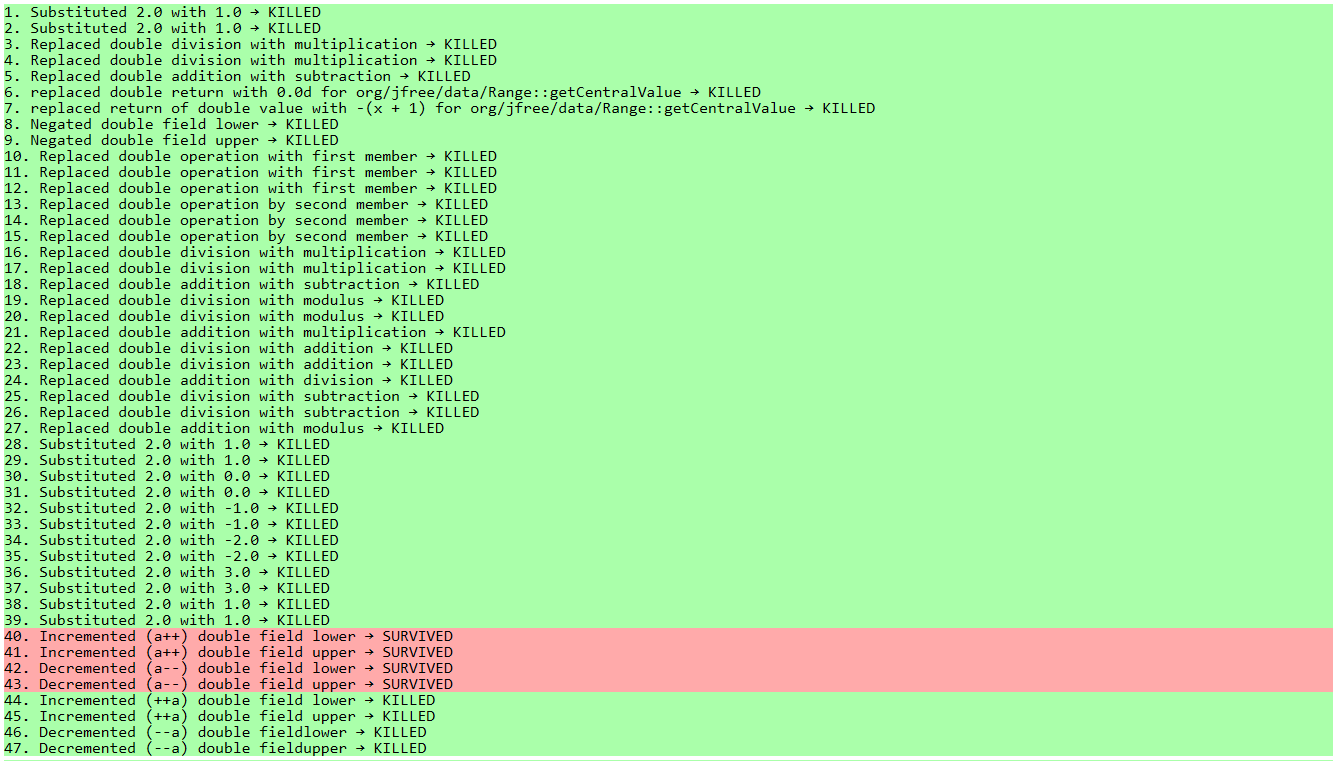 1. Substituted 2.0 with 1.0 → KILLED
2. Substituted 2.0 with 1.0 → KILLED
3. Replaced double division with multiplication → KILLED
4. Replaced double division with multiplication → KILLED
5. Replaced double addition with subtraction → KILLED
6. replaced double return with 0.0d for org/jfree/data/Range::getCentralValue → KILLED
7. replaced return of double value with -(x + 1) for org/jfree/data/Range::getCentralValue → KILLED
8. Negated double field lower → KILLED
9. Negated double field upper → KILLED
10. Replaced double operation with first member → KILLED
11. Replaced double operation with first member → KILLED
12. Replaced double operation with first member → KILLED
13. Replaced double operation by second member → KILLED
14. Replaced double operation by second member → KILLED
15. Replaced double operation by second member → KILLED
16. Replaced double division with multiplication → KILLED
17. Replaced double division with multiplication → KILLED
18. Replaced double addition with subtraction → KILLED
19. Replaced double division with modulus → KILLED
20. Replaced double division with modulus → KILLED
21. Replaced double addition with multiplication → KILLED
22. Replaced double division with addition → KILLED
23. Replaced double division with addition → KILLED
24. Replaced double addition with division → KILLED
25. Replaced double division with subtraction → KILLED
26. Replaced double division with subtraction → KILLED
27. Replaced double addition with modulus → KILLED
28. Substituted 2.0 with 1.0 → KILLED
29. Substituted 2.0 with 1.0 → KILLED
30. Substituted 2.0 with 0.0 → KILLED
31. Substituted 2.0 with 0.0 → KILLED
32. Substituted 2.0 with -1.0 → KILLED
33. Substituted 2.0 with -1.0 → KILLED
34. Substituted 2.0 with -2.0 → KILLED
35. Substituted 2.0 with -2.0 → KILLED
36. Substituted 2.0 with 3.0 → KILLED
37. Substituted 2.0 with 3.0 → KILLED
38. Substituted 2.0 with 1.0 → KILLED
39. Substituted 2.0 with 1.0 → KILLED
40. Incremented (a++) double field lower → SURVIVED
41. Incremented (a++) double field upper → SURVIVED
42. Decremented (a--) double field lower → SURVIVED
43. Decremented (a--) double field upper → SURVIVED
44. Incremented (++a) double field lower → KILLED
45. Incremented (++a) double field upper → KILLED
46. Decremented (--a) double fieldlower → KILLED
47. Decremented (--a) double fieldupper → KILLED